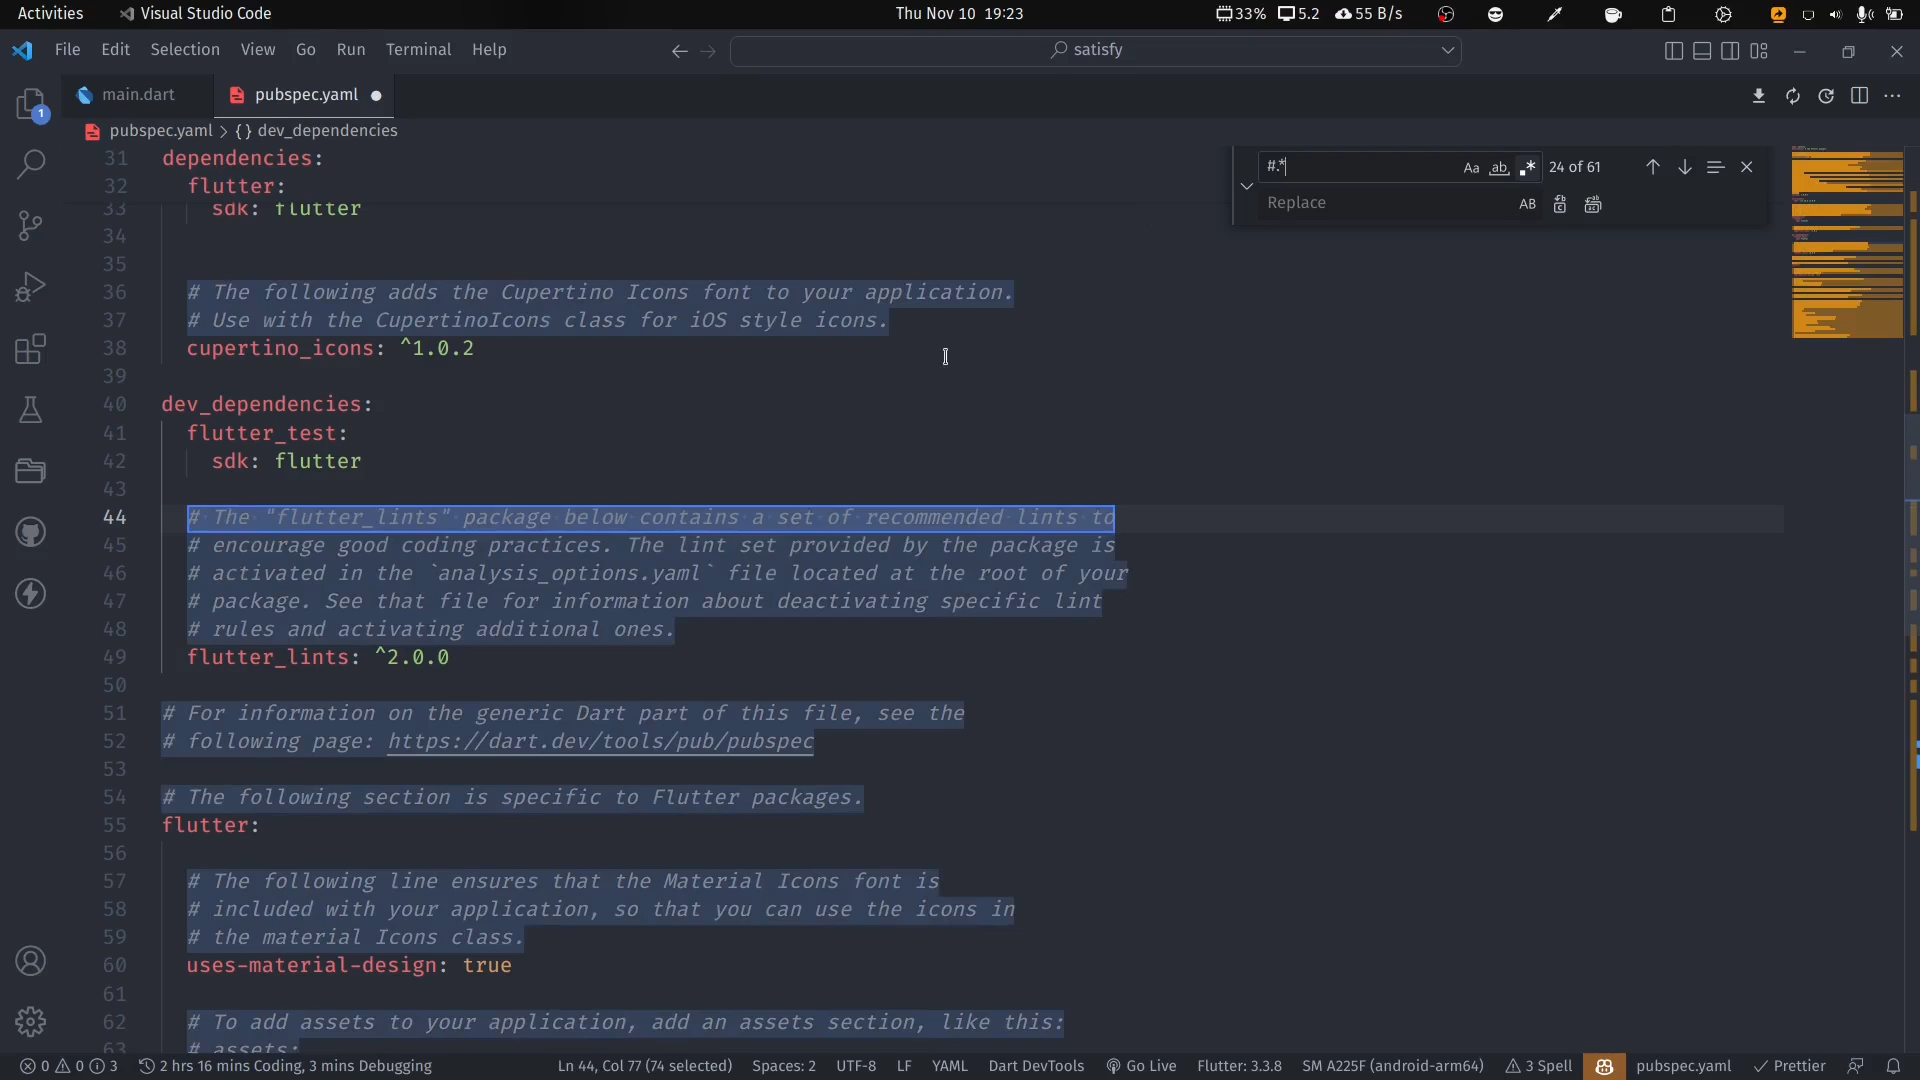 Activities Visual Studio Code Thu Nov 10 19:23 33% 5.2 55 B/s
File Edit Selection View Go Run Terminal Help satisfy
1 main.dart pubspec.yaml
pubspec.yaml > {} dev_dependencies
#.* Aa ab 24 of 61
Replace AB
31 dependencies:
32 flutter:
33 sdk: flutter
34
35
36 # The following adds the Cupertino Icons font to your application.
37 # Use with the CupertinoIcons class for iOS style icons.
38 cupertino_icons: ^1.0.2
39
40 dev_dependencies:
41 flutter_test:
42 sdk: flutter
43
44 # The "flutter_lints" package below contains a set of recommended lints to
45 # encourage good coding practices. The lint set provided by the package is
46 # activated in the `analysis_options.yaml` file located at the root of your
47 # package. See that file for information about deactivating specific lint
48 # rules and activating additional ones.
49 flutter_lints: ^2.0.0
50
51 # For information on the generic Dart part of this file, see the
52 # following page: https://dart.dev/tools/pub/pubspec
53
54 # The following section is specific to Flutter packages.
55 flutter:
56
57 # The following line ensures that the Material Icons font is
58 # included with your application, so that you can use the icons in
59 # the material Icons class.
60 uses-material-design: true
61
62 # To add assets to your application, add an assets section, like this:
63 # assets:
0 0 3 2 hrs 16 mins Coding, 3 mins Debugging Ln 44, Col 77 (74 selected) Spaces: 2 UTF-8 LF YAML Dart DevTools Go Live Flutter: 3.3.8 SM A225F (android-arm64) 3 Spell pubspec.yaml Prettier